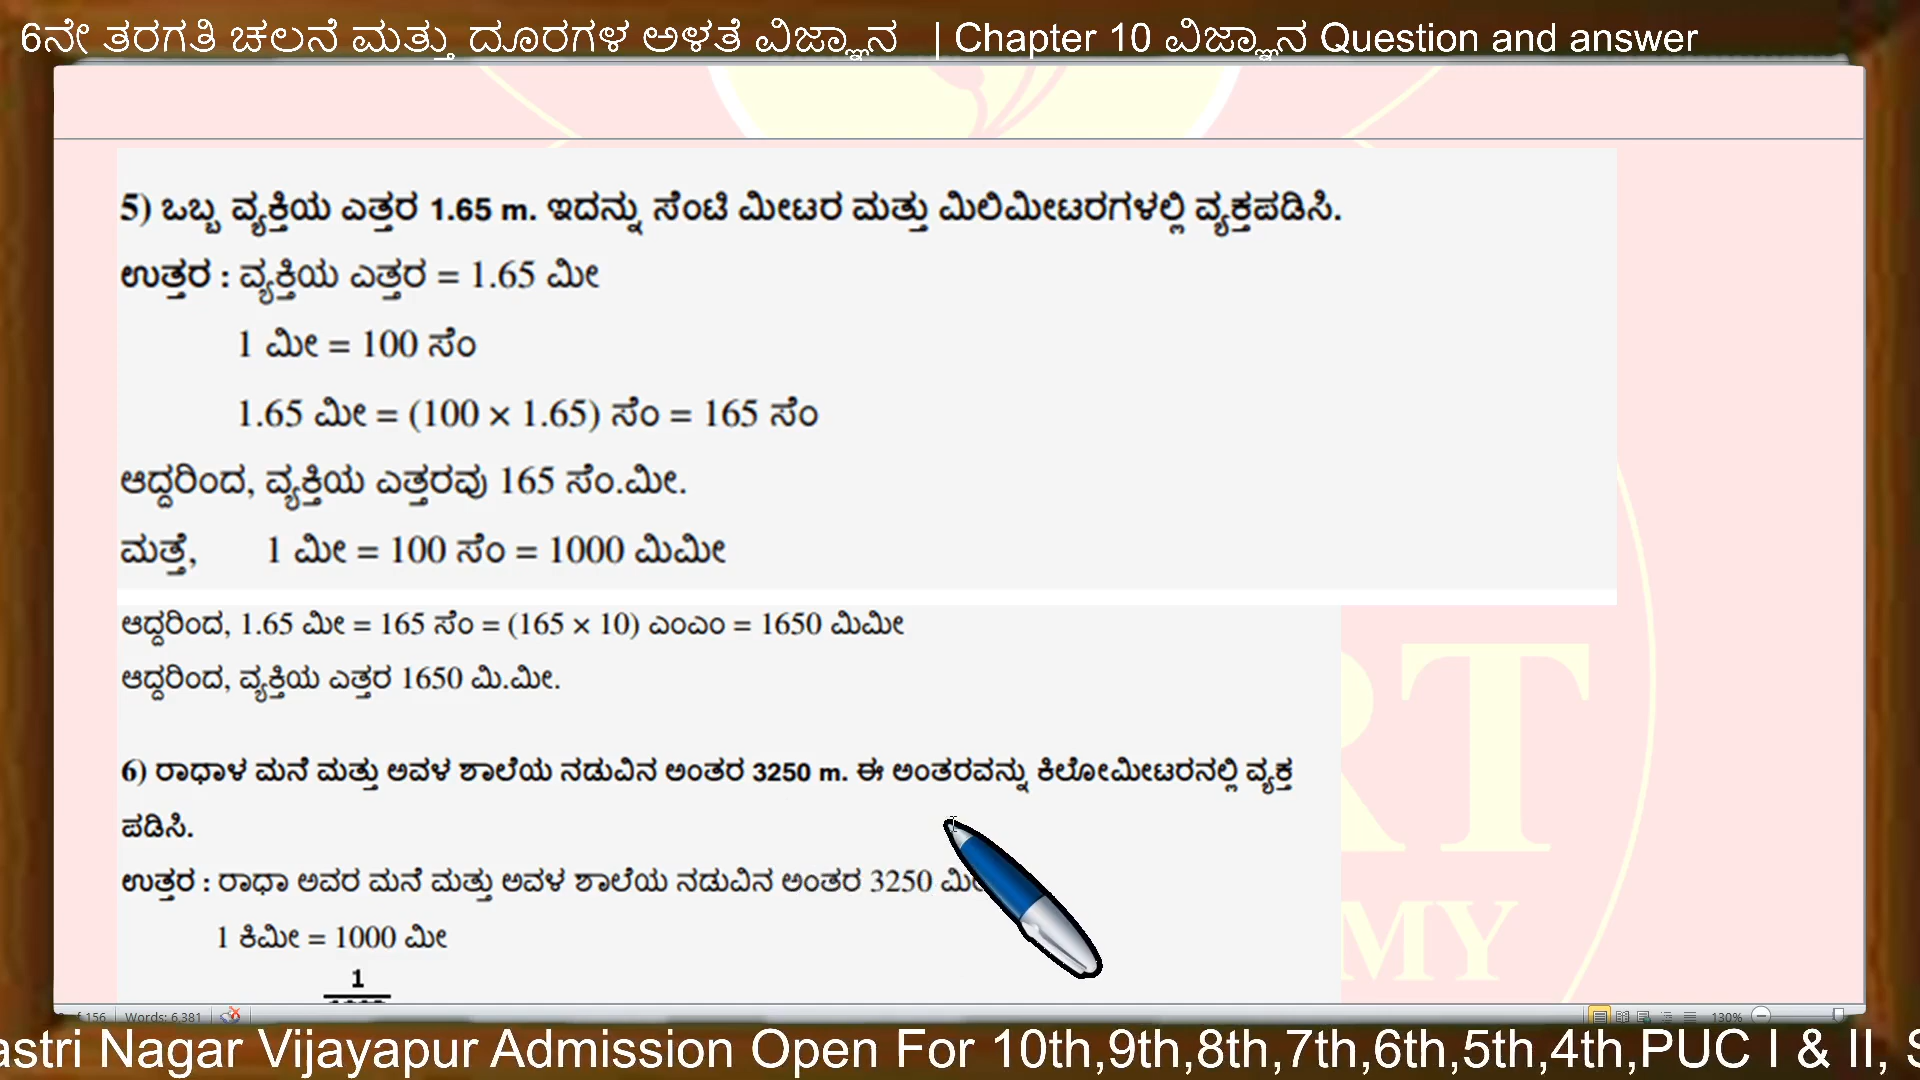 6ನೇ ತರಗತಿ ಚಲನೆ ಮತ್ತು ದೂರಗಳ ಅಳತೆ ವಿಜ್ಞಾನ | Chapter 10 ವಿಜ್ಞಾನ Question and answer
5) ಒಬ್ಬ ವ್ಯಕ್ತಿಯ ಎತ್ತರ 1.65 m. ಇದನ್ನು ಸೆಂಟಿ ಮೀಟರ ಮತ್ತು ಮಿಲಿಮೀಟರಗಳಲ್ಲಿ ವ್ಯಕ್ತಪಡಿಸಿ.
ಉತ್ತರ : ವ್ಯಕ್ತಿಯ ಎತ್ತರ = 1.65 ಮೀ
1 ಮೀ = 100 ಸೆಂ
1.65 ಮೀ = (100 × 1.65) ಸೆಂ = 165 ಸೆಂ
ಆದ್ದರಿಂದ, ವ್ಯಕ್ತಿಯ ಎತ್ತರವು 165 ಸೆಂ.ಮೀ.
ಮತ್ತೆ, 1 ಮೀ = 100 ಸೆಂ = 1000 ಮಿಮೀ
ಆದ್ದರಿಂದ, 1.65 ಮೀ = 165 ಸೆಂ = (165 × 10) ಎಂಎಂ = 1650 ಮಿಮೀ
ಆದ್ದರಿಂದ, ವ್ಯಕ್ತಿಯ ಎತ್ತರ 1650 ಮಿ.ಮೀ.
6) ರಾಧಾಳ ಮನೆ ಮತ್ತು ಅವಳ ಶಾಲೆಯ ನಡುವಿನ ಅಂತರ 3250 m. ಈ ಅಂತರವನ್ನು ಕಿಲೋಮೀಟರನಲ್ಲಿ ವ್ಯಕ್ತ
ಪಡಿಸಿ.
ಉತ್ತರ : ರಾಧಾ ಅವರ ಮನೆ ಮತ್ತು ಅವಳ ಶಾಲೆಯ ನಡುವಿನ ಅಂತರ 3250
1 ಕಿಮೀ = 1000 ಮೀ
1
RT
MY
of 156 Words: 6,381 130%
astri Nagar Vijayapur Admission Open For 10th,9th,8th,7th,6th,5th,4th,PUC I & II, S